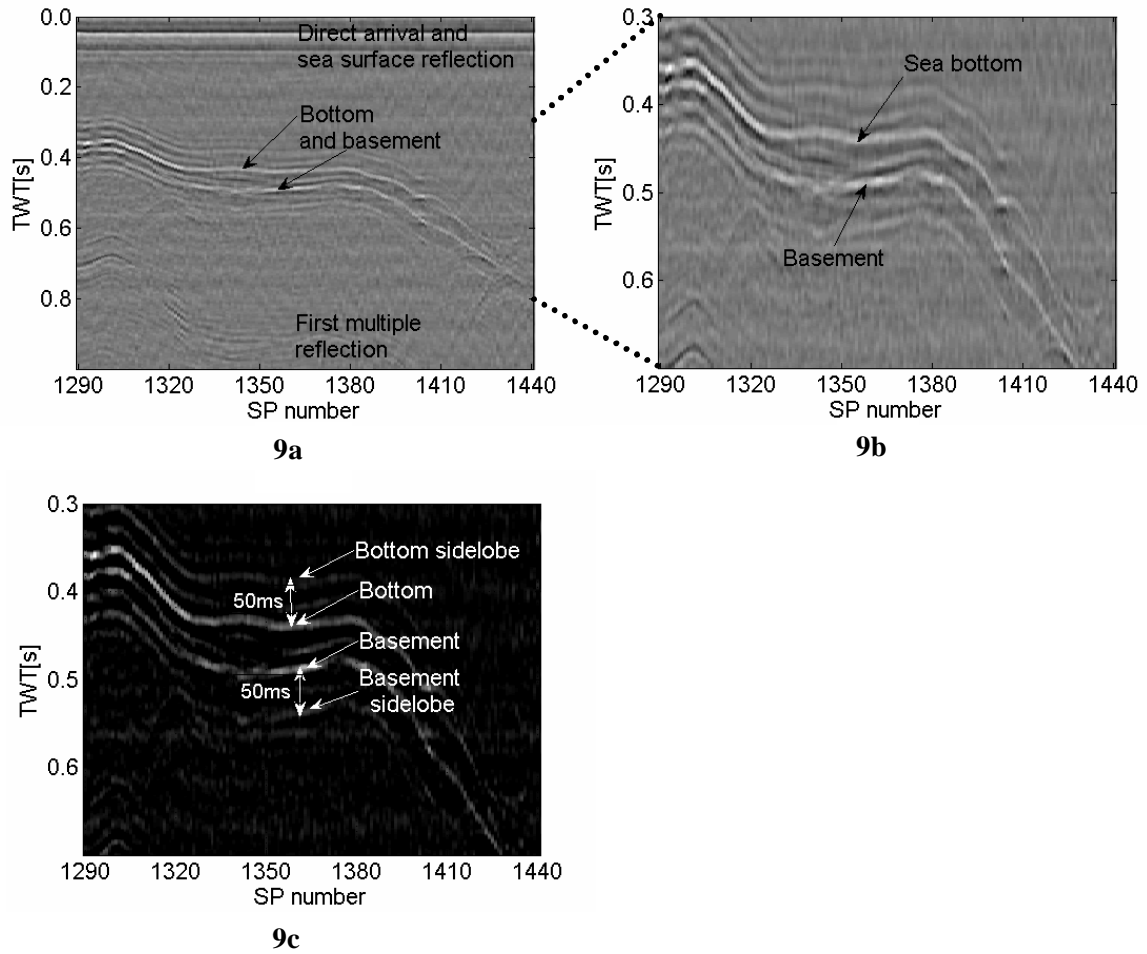 0.0
0.2
0.4
0.6
0.8
TWT[s]
Direct arrival and
sea surface reflection
Bottom
and basement
First multiple
reflection
1290 1320 1350 1380 1410 1440
SP number
9a
0.3
0.4
0.5
0.6
TWT[s]
Sea bottom
Basement
1290 1320 1350 1380 1410 1440
SP number
9b
0.3
0.4
0.5
0.6
TWT[s]
Bottom sidelobe
50ms
Bottom
Basement
50ms
Basement
sidelobe
1290 1320 1350 1380 1410 1440
SP number
9c